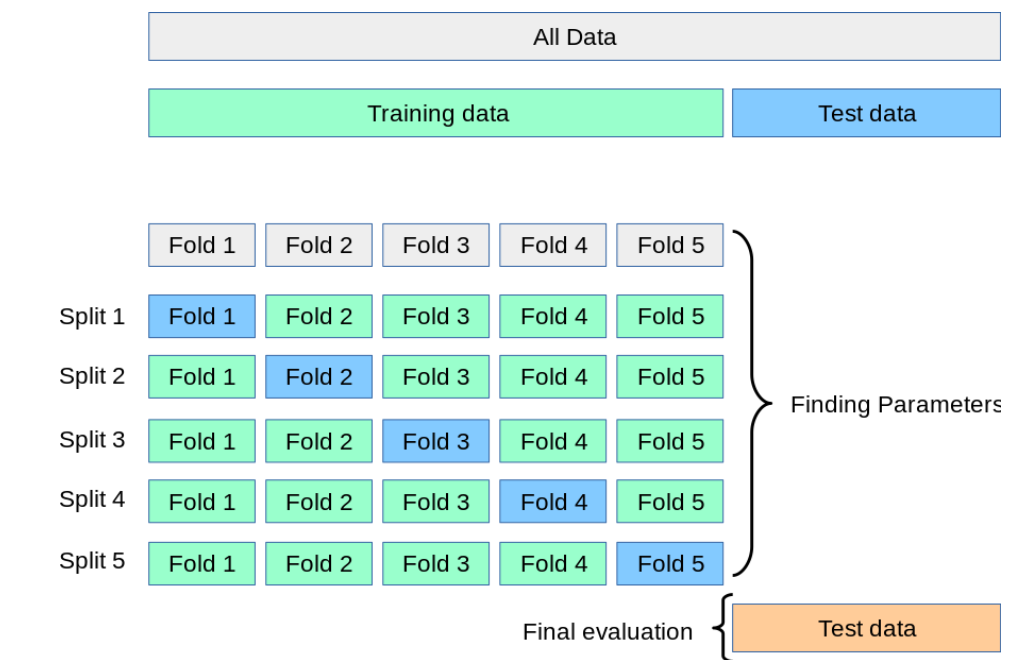 All Data
Training data Test data
Fold 1 Fold 2 Fold 3 Fold 4 Fold 5
Split 1 Fold 1 Fold 2 Fold 3 Fold 4 Fold 5
Split 2 Fold 1 Fold 2 Fold 3 Fold 4 Fold 5
Finding Parameters
Split 3 Fold 1 Fold 2 Fold 3 Fold 4 Fold 5
Split 4 Fold 1 Fold 2 Fold 3 Fold 4 Fold 5
Split 5 Fold 1 Fold 2 Fold 3 Fold 4 Fold 5
Final evaluation Test data